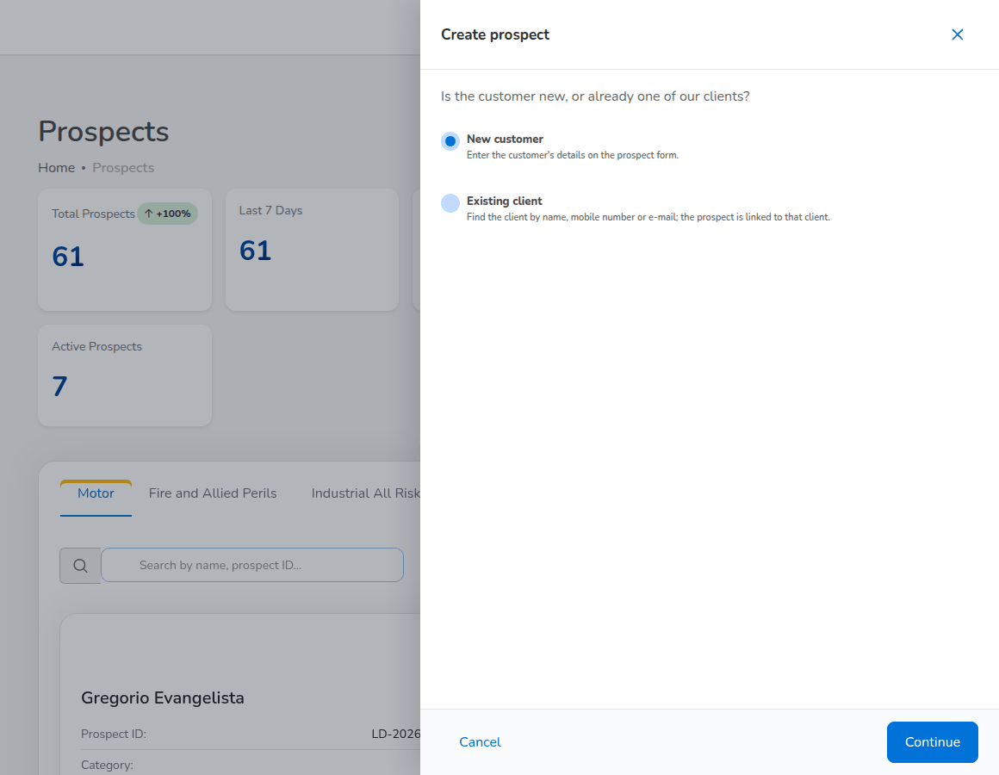 Create prospect
Is the customer new, or already one of our clients?
New customer
Enter the customer's details on the prospect form.
Existing client
Find the client by name, mobile number or e-mail; the prospect is linked to that client.
Cancel
Continue
Prospects
Home • Prospects
Total Prospects ↑ +100%
61
Last 7 Days
61
Active Prospects
7
Motor Fire and Allied Perils Industrial All Risk
Search by name, prospect ID...
Gregorio Evangelista
Prospect ID: LD-2026
Category: